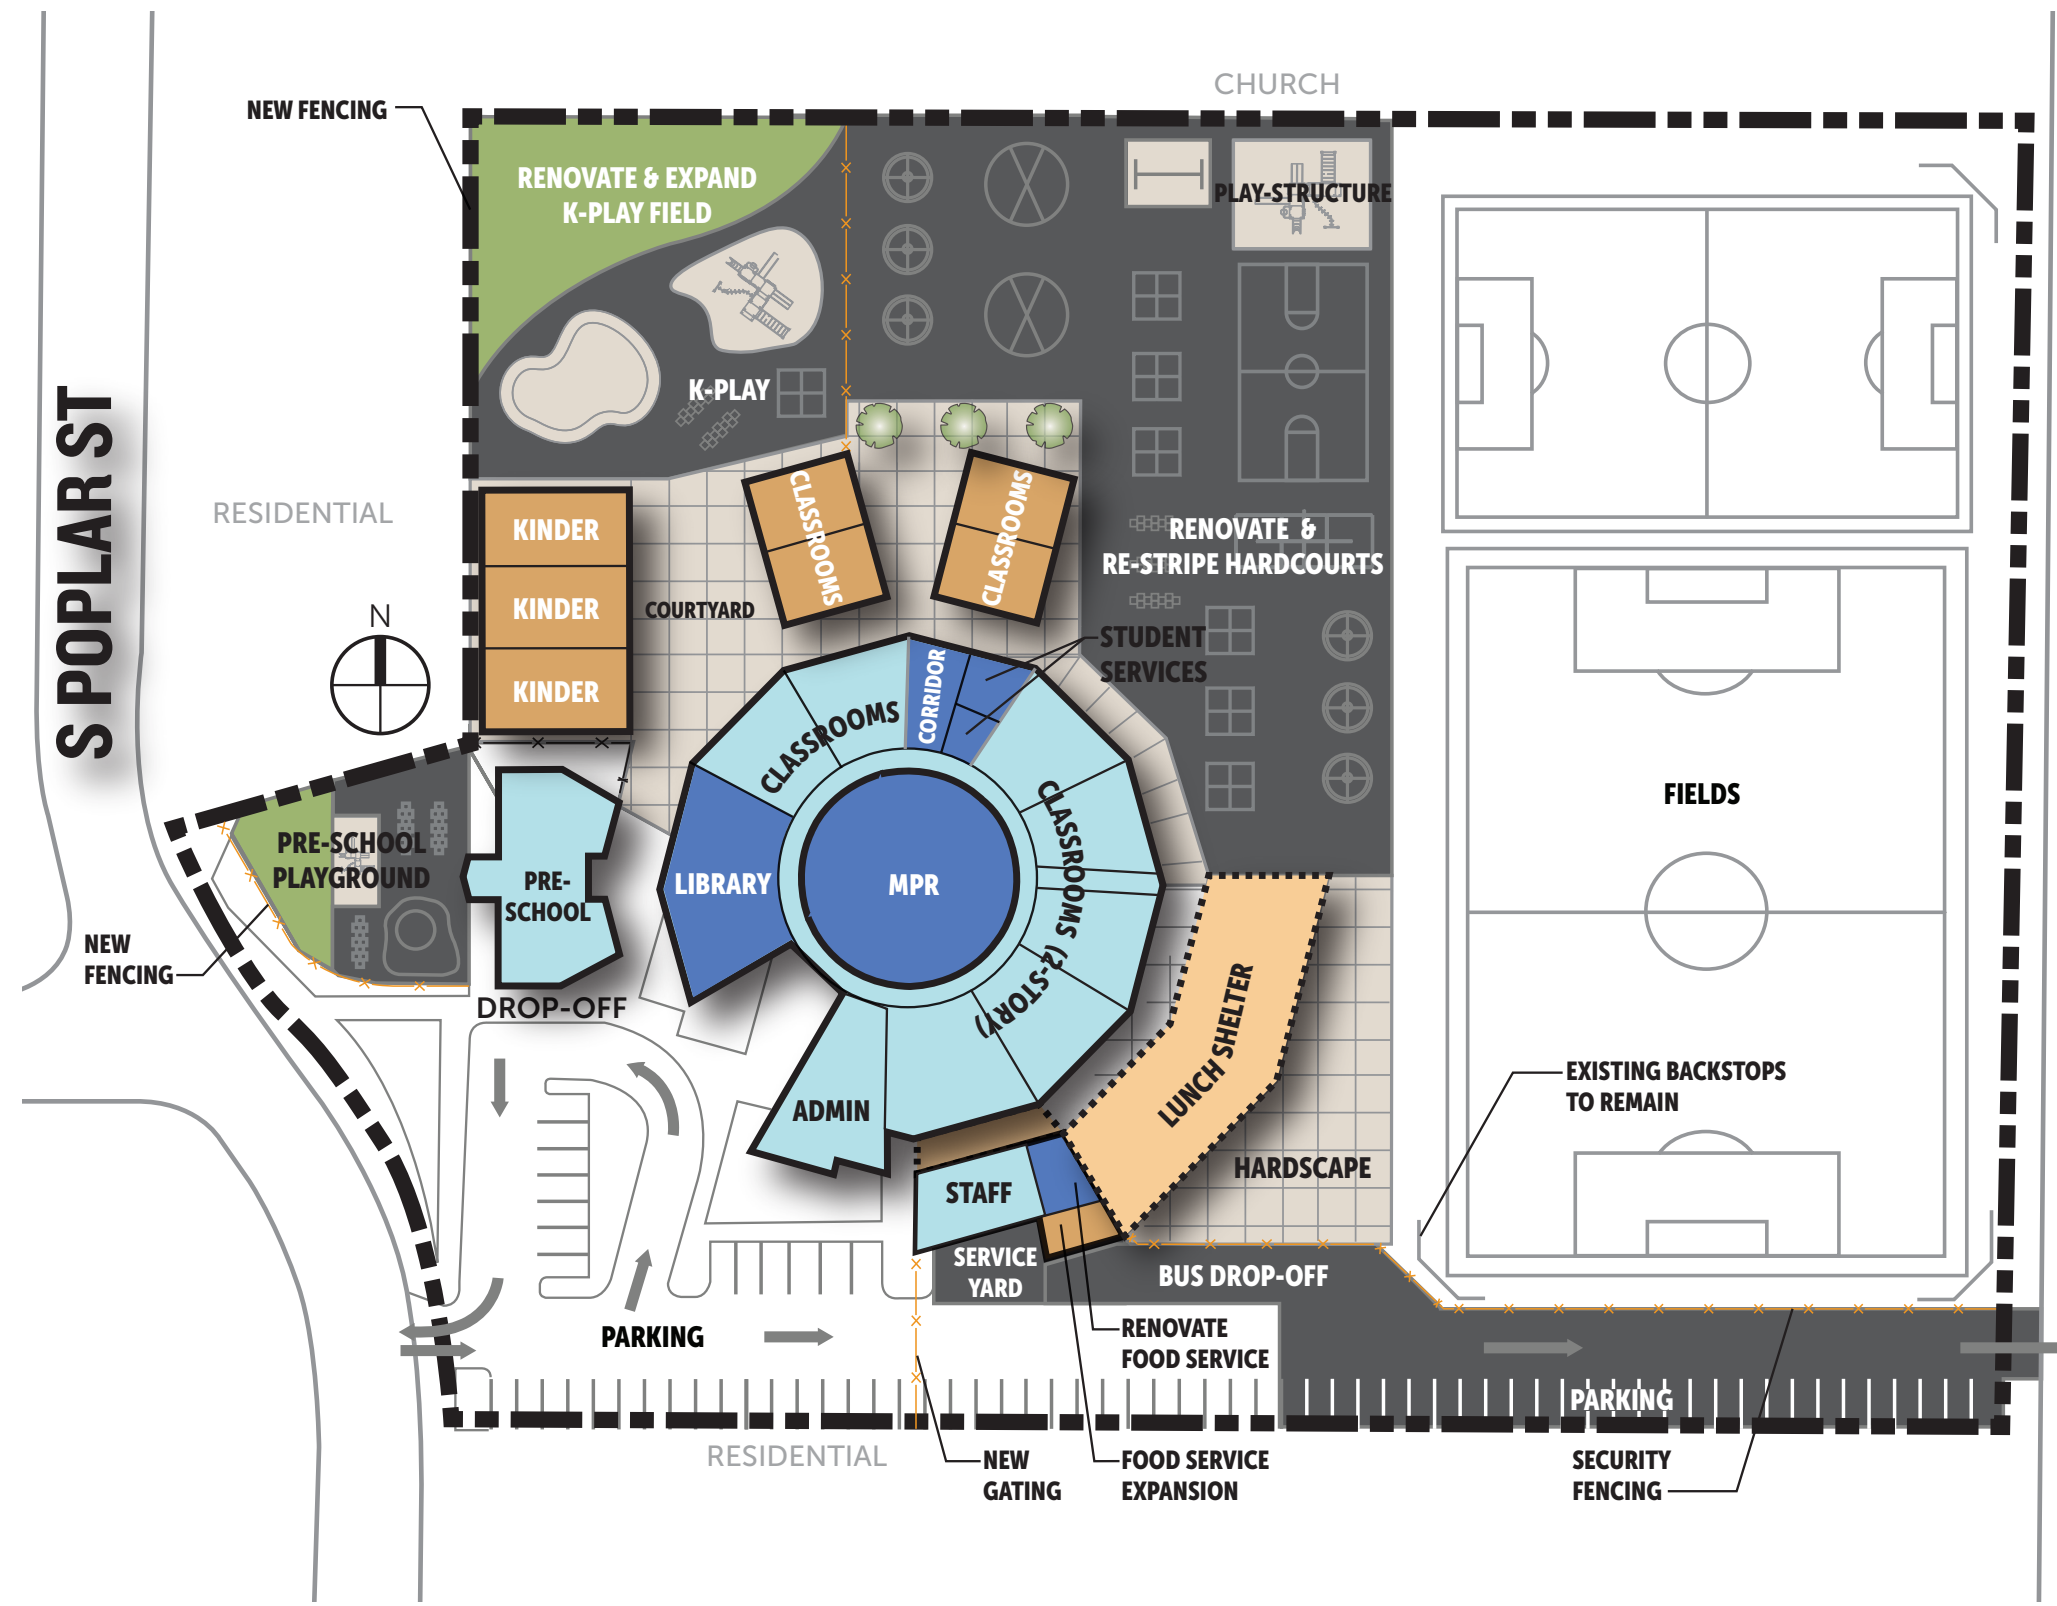 CHURCH
NEW FENCING
RENOVATE & EXPAND
K-PLAY FIELD
PLAY-STRUCTURE
K-PLAY
S POPLAR ST
RESIDENTIAL
N
KINDER
KINDER
KINDER
COURTYARD
CLASSROOMS
CLASSROOMS
RENOVATE &
RE-STRIPE HARDCOURTS
STUDENT
SERVICES
CORRIDOR
CLASSROOMS
CLASSROOMS (2-STORY)
LIBRARY
MPR
FIELDS
PRE-SCHOOL
PLAYGROUND
PRE-
SCHOOL
NEW
FENCING
DROP-OFF
LUNCH SHELTER
EXISTING BACKSTOPS
TO REMAIN
ADMIN
STAFF
HARDSCAPE
SERVICE
YARD
BUS DROP-OFF
PARKING
RENOVATE
FOOD SERVICE
PARKING
RESIDENTIAL
NEW
GATING
FOOD SERVICE
EXPANSION
SECURITY
FENCING